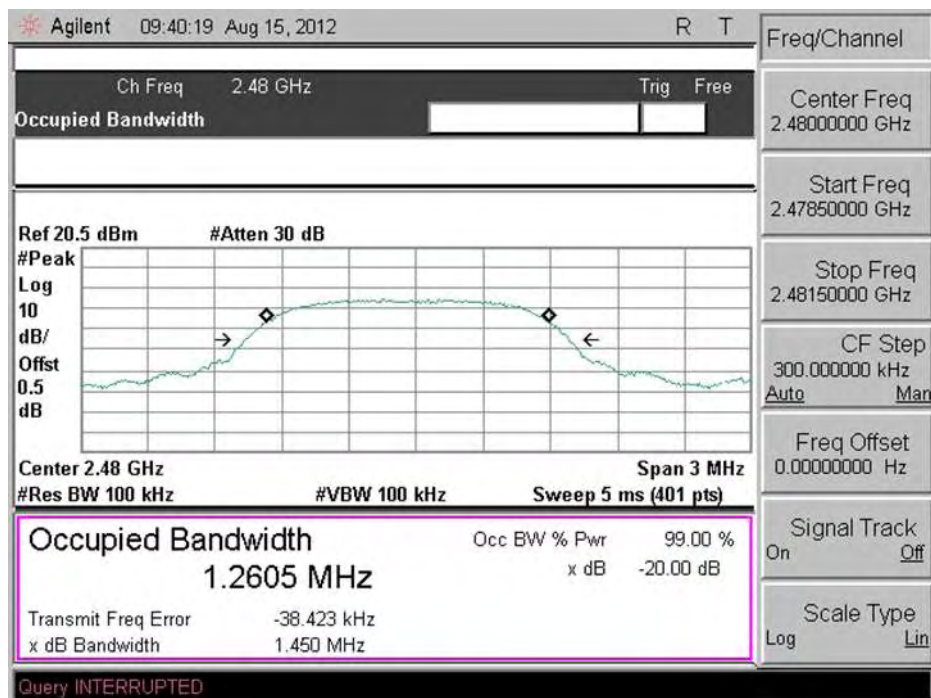 Agilent 09:40:19 Aug 15, 2012 R T
Ch Freq 2.48 GHz Trig Free
Occupied Bandwidth
Ref 20.5 dBm #Atten 30 dB
#Peak
Log
10
dB/
Offst
0.5
dB
Center 2.48 GHz Span 3 MHz
#Res BW 100 kHz #VBW 100 kHz Sweep 5 ms (401 pts)
Occupied Bandwidth Occ BW % Pwr 99.00 %
1.2605 MHz x dB -20.00 dB
Transmit Freq Error -38.423 kHz
x dB Bandwidth 1.450 MHz
Query INTERRUPTED
Freq/Channel
Center Freq
2.48000000 GHz
Start Freq
2.47850000 GHz
Stop Freq
2.48150000 GHz
CF Step
300.000000 kHz
Auto Man
Freq Offset
0.00000000 Hz
Signal Track
On Off
Scale Type
Log Lin